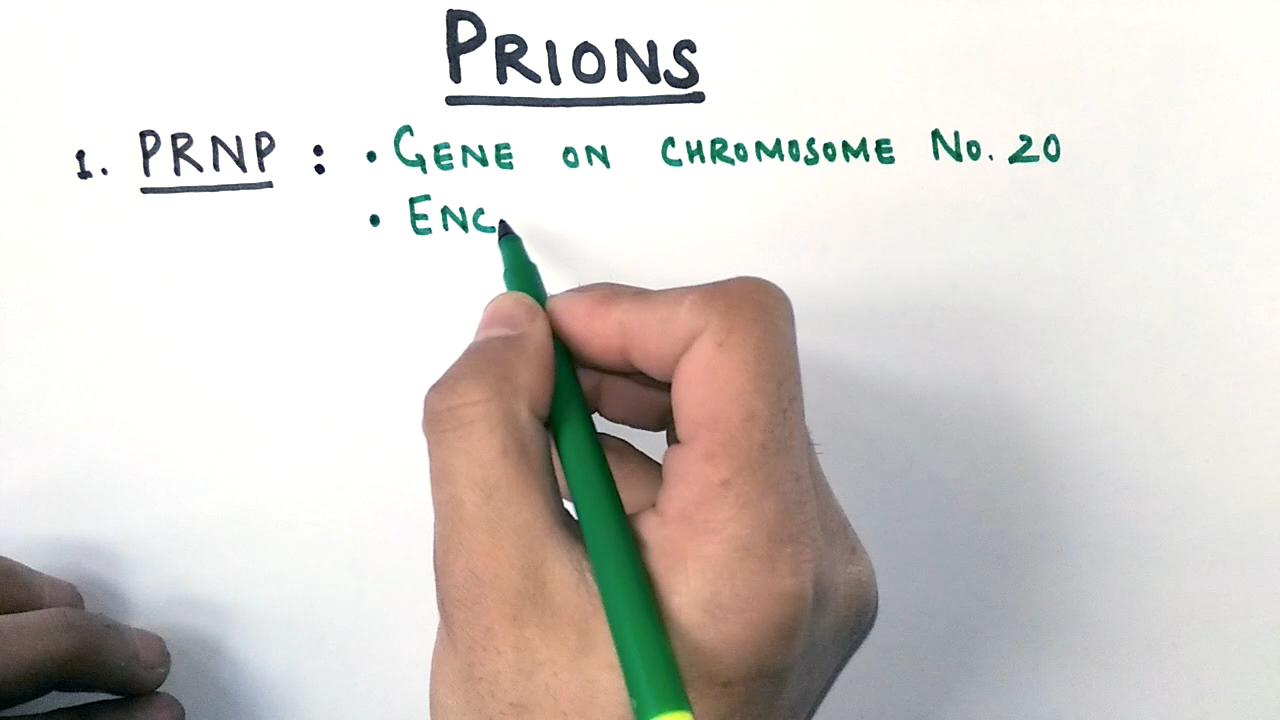 PRIONS
1. PRNP : • GENE ON CHROMOSOME NO. 20
• ENC